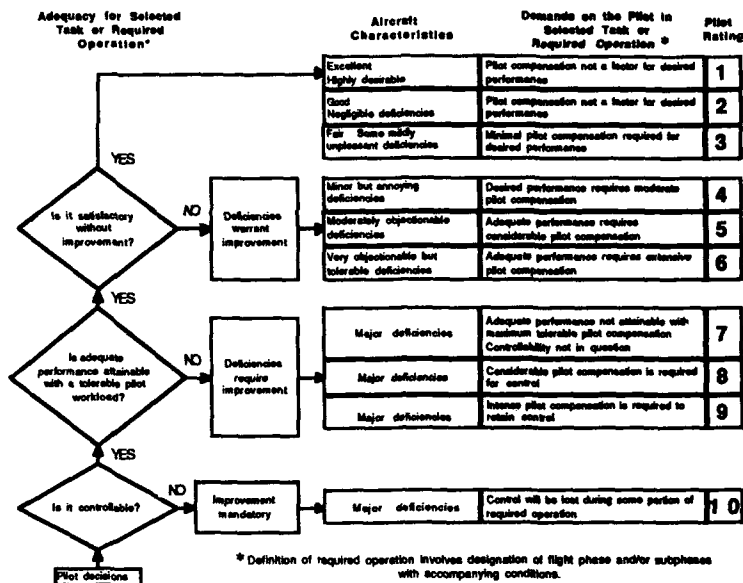 Adequacy for Selected
Task or Required
Operation*
Aircraft
Characteristics
Demands on the Pilot in
Selected Task or
Required Operation *
Pilot
Rating
Excellent
Highly desirable
Pilot compensation not a factor for desired
performance
1
Good
Negligible deficiencies
Pilot compensation not a factor for desired
performance
2
Fair Some mildly
unpleasant deficiencies
Minimal pilot compensation required for
desired performance
3
YES
Is it satisfactory
without
improvement?
NO
Deficiencies
warrant
improvement
Minor but annoying
deficiencies
Desired performance requires moderate
pilot compensation
4
Moderately objectionable
deficiencies
Adequate performance requires
considerable pilot compensation
5
Very objectionable but
tolerable deficiencies
Adequate performance requires extensive
pilot compensation
6
YES
Is adequate
performance attainable
with a tolerable pilot
workload?
NO
Deficiencies
require
improvement
Major deficiencies
Adequate performance not attainable with
maximum tolerable pilot compensation
Controllability not in question
7
Major deficiencies
Considerable pilot compensation is required
for control
8
Major deficiencies
Intense pilot compensation is required to
retain control
9
YES
Is it controllable?
NO
Improvement
mandatory
Major deficiencies
Control will be lost during some portion of
required operation
10
Pilot decisions
* Definition of required operation involves designation of flight phase and/or subphases
with accompanying conditions.